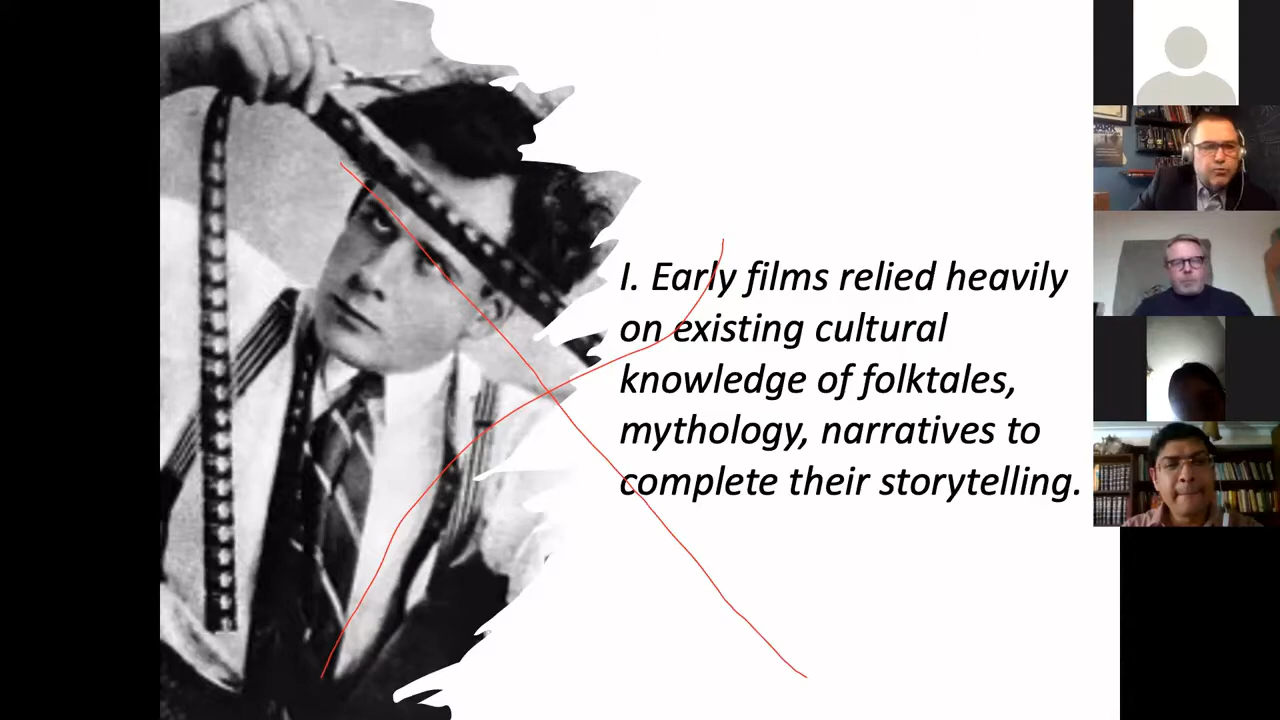 I. Early films relied heavily
on existing cultural
knowledge of folktales,
mythology, narratives to
complete their storytelling.